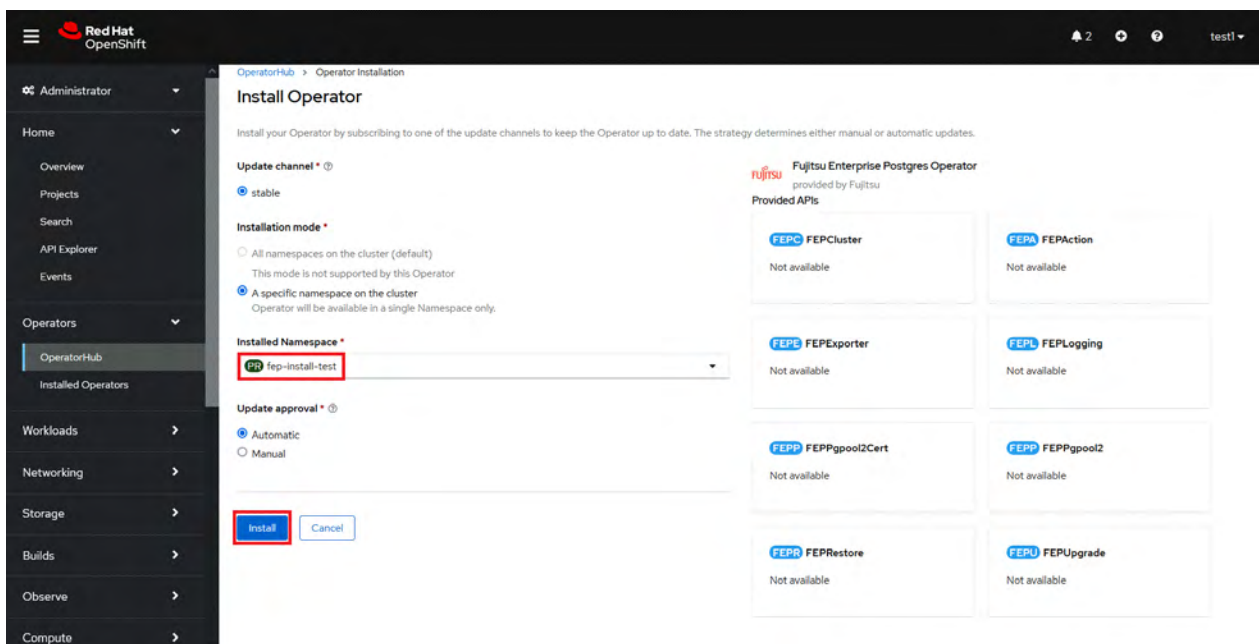 Red Hat
OpenShift
2
test1
Administrator
Home
Overview
Projects
Search
API Explorer
Events
Operators
OperatorHub
Installed Operators
Workloads
Networking
Storage
Builds
Observe
Compute
OperatorHub > Operator Installation
Install Operator
Install your Operator by subscribing to one of the update channels to keep the Operator up to date. The strategy determines either manual or automatic updates.
Update channel *
stable
Installation mode *
All namespaces on the cluster (default)
This mode is not supported by this Operator
A specific namespace on the cluster
Operator will be available in a single Namespace only.
Installed Namespace *
PR fep-install-test
Update approval *
Automatic
Manual
Install Cancel
FUJITSU
Fujitsu Enterprise Postgres Operator
provided by Fujitsu
Provided APIs
FEPC FEPCluster
Not available
FEPA FEPAction
Not available
FEPE FEPExporter
Not available
FEPL FEPLogging
Not available
FEPP FEPPgpool2Cert
Not available
FEPP FEPPgpool2
Not available
FEPR FEPRestore
Not available
FEPU FEPUpgrade
Not available